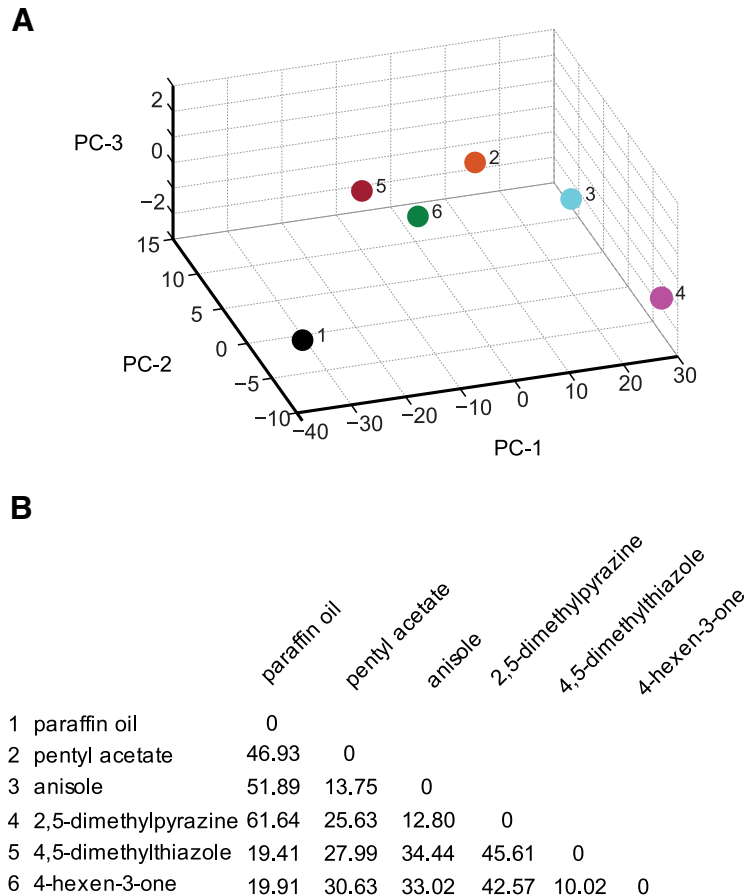 A
2
0
−2
PC-3
15
10
5
0
−5
−10
PC-2
−40
−30
−20
−10
0
10
20
30
PC-1
1
2
3
4
5
6
B
paraffin oil
pentyl acetate
anisole
2,5-dimethylpyrazine
4,5-dimethylthiazole
4-hexen-3-one
1 paraffin oil 0
2 pentyl acetate 46.93 0
3 anisole 51.89 13.75 0
4 2,5-dimethylpyrazine 61.64 25.63 12.80 0
5 4,5-dimethylthiazole 19.41 27.99 34.44 45.61 0
6 4-hexen-3-one 19.91 30.63 33.02 42.57 10.02 0